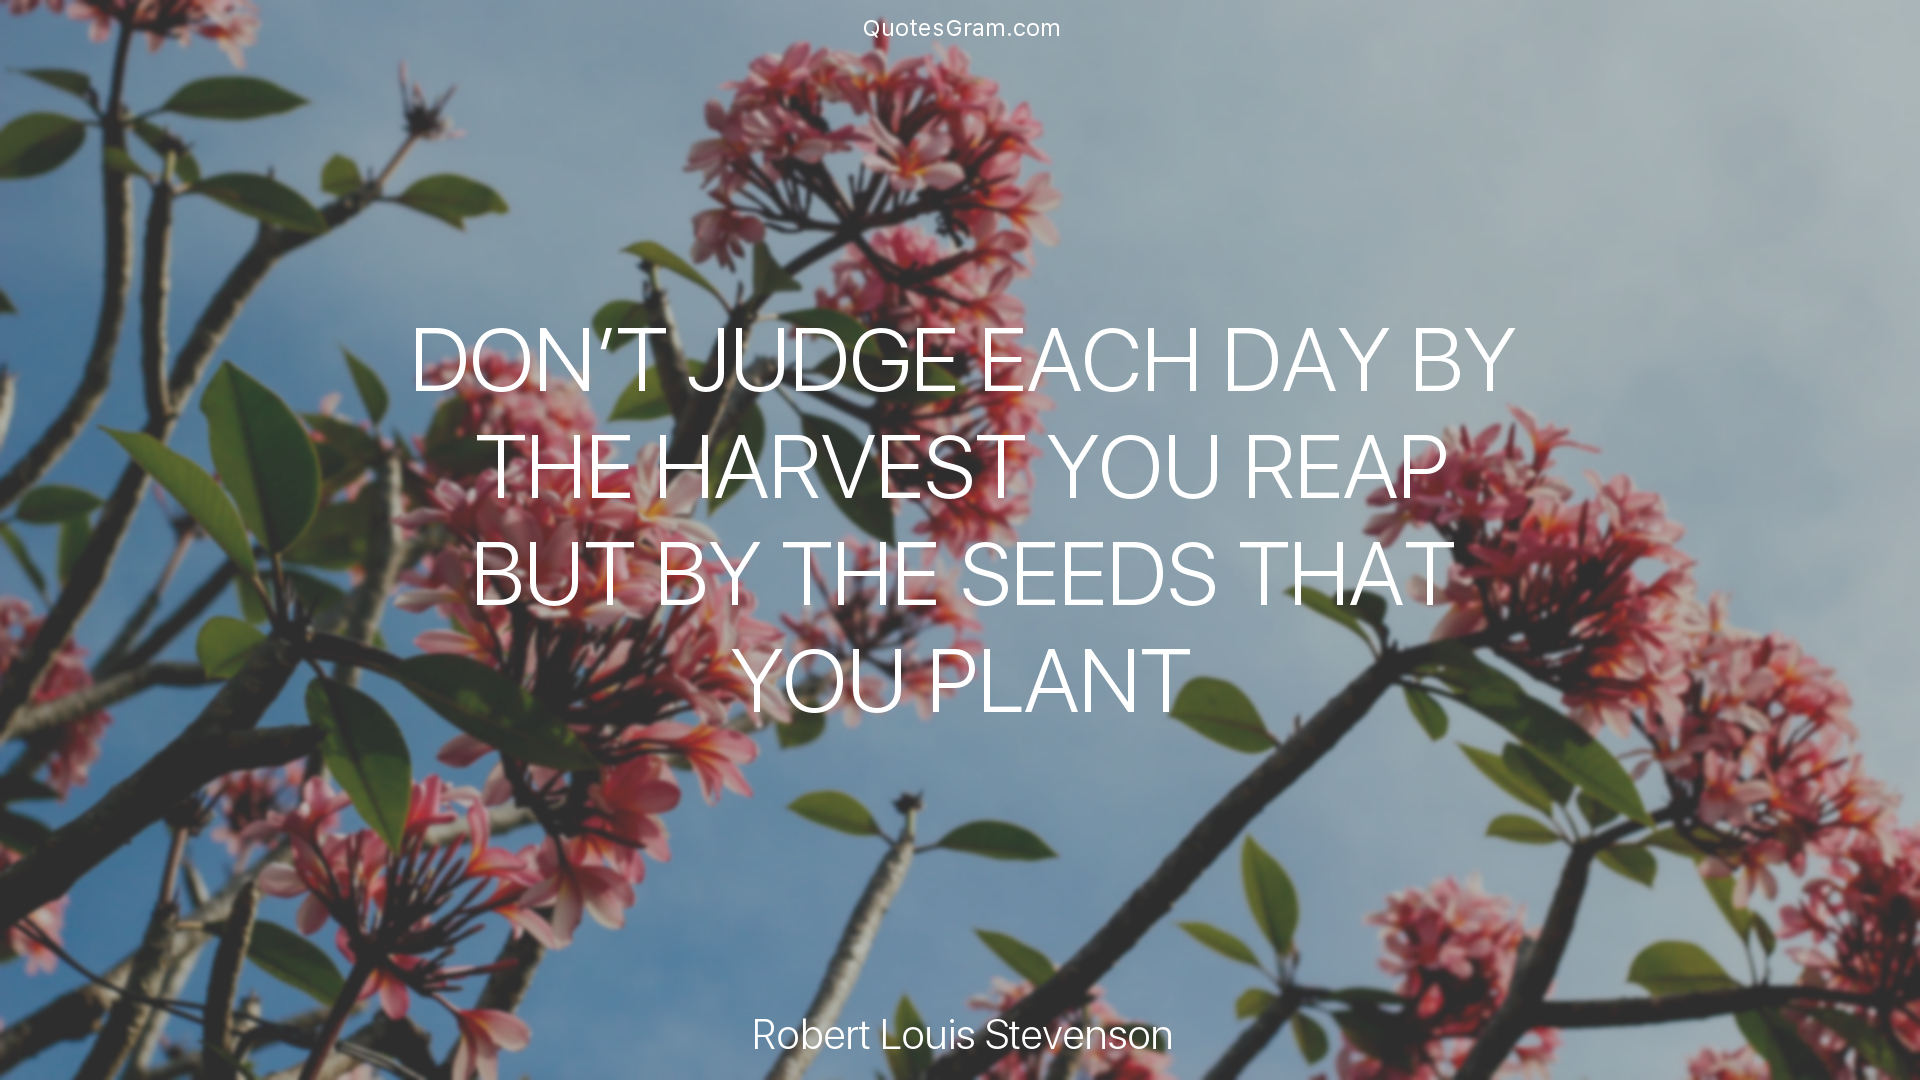 QuotesGram.com
DON’T JUDGE EACH DAY BY
THE HARVEST YOU REAP
BUT BY THE SEEDS THAT
YOU PLANT
Robert Louis Stevenson